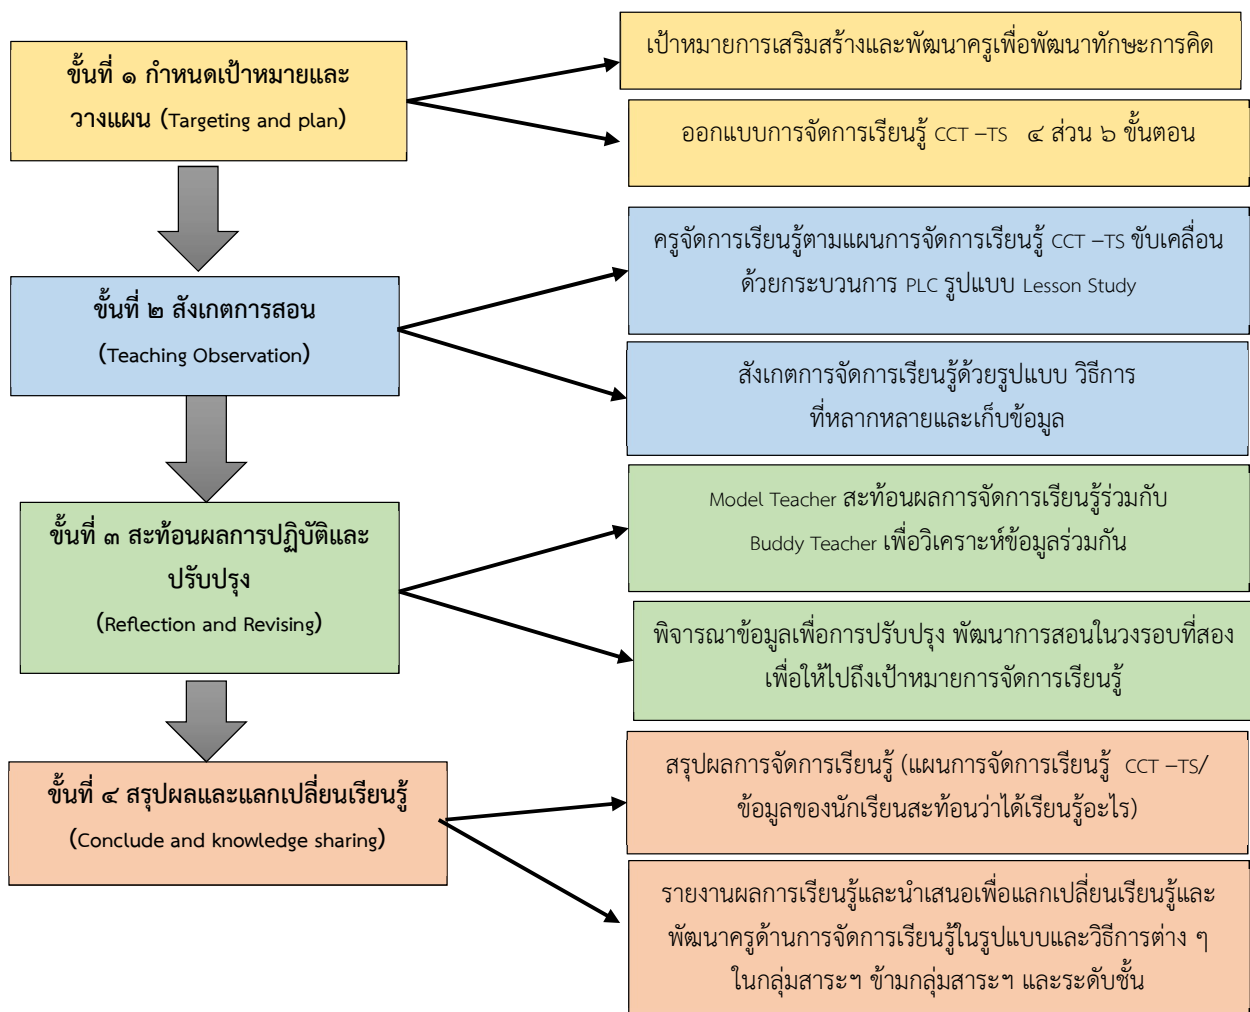 ขั้นที่ ๑ กำหนดเป้าหมายและ
วางแผน (Targeting and plan)
เป้าหมายการเสริมสร้างและพัฒนาครูเพื่อพัฒนาทักษะการคิด
ออกแบบการจัดการเรียนรู้ CCT –TS ๔ ส่วน ๖ ขั้นตอน
ขั้นที่ ๒ สังเกตการสอน
(Teaching Observation)
ครูจัดการเรียนรู้ตามแผนการจัดการเรียนรู้ CCT –TS ขับเคลื่อน
ด้วยกระบวนการ PLC รูปแบบ Lesson Study
สังเกตการจัดการเรียนรู้ด้วยรูปแบบ วิธีการ
ที่หลากหลายและเก็บข้อมูล
ขั้นที่ ๓ สะท้อนผลการปฏิบัติและ
ปรับปรุง
(Reflection and Revising)
Model Teacher สะท้อนผลการจัดการเรียนรู้ร่วมกับ
Buddy Teacher เพื่อวิเคราะห์ข้อมูลร่วมกัน
พิจารณาข้อมูลเพื่อการปรับปรุง พัฒนาการสอนในวงรอบที่สอง
เพื่อให้ไปถึงเป้าหมายการจัดการเรียนรู้
ขั้นที่ ๔ สรุปผลและแลกเปลี่ยนเรียนรู้
(Conclude and knowledge sharing)
สรุปผลการจัดการเรียนรู้ (แผนการจัดการเรียนรู้ CCT –TS/
ข้อมูลของนักเรียนสะท้อนว่าได้เรียนรู้อะไร)
รายงานผลการเรียนรู้และนำเสนอเพื่อแลกเปลี่ยนเรียนรู้และ
พัฒนาครูด้านการจัดการเรียนรู้ในรูปแบบและวิธีการต่าง ๆ
ในกลุ่มสาระฯ ข้ามกลุ่มสาระฯ และระดับชั้น